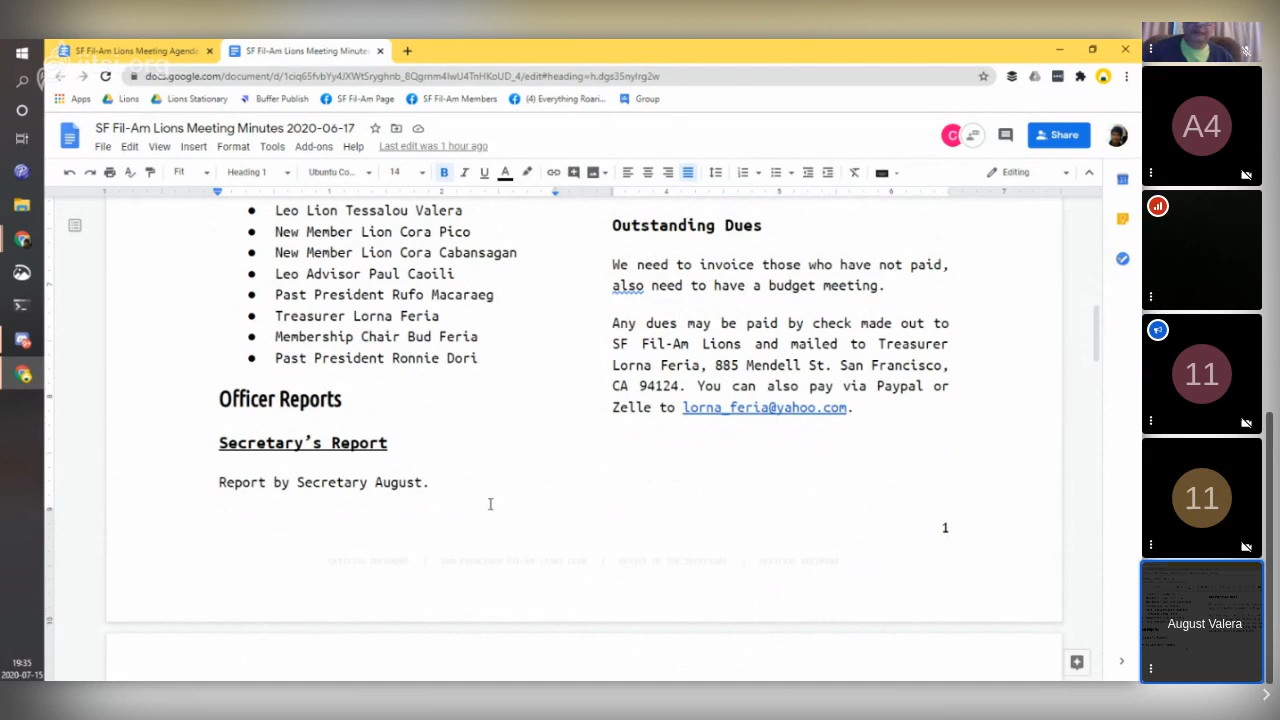 SF Fil-Am Lions Meeting Agenda
SF Fil-Am Lions Meeting Minutes
docs.google.com/document/d/1ciq65fvbYy4JXWtSryghnb_8Qgrnm4IwU4TnHKoUD_4/edit#heading=h.dgs35nylrg2w
Apps
Lions
Lions Stationary
Buffer Publish
SF Fil-Am Page
SF Fil-Am Members
(4) Everything Roari...
Group
SF Fil-Am Lions Meeting Minutes 2020-06-17
File Edit View Insert Format Tools Add-ons Help Last edit was 1 hour ago
C
Share
Fit
Heading 1
Ubuntu Co...
14
B I U A
Editing
Leo Lion Tessalou Valera
New Member Lion Cora Pico
New Member Lion Cora Cabansagan
Leo Advisor Paul Caoili
Past President Rufo Macaraeg
Treasurer Lorna Feria
Membership Chair Bud Feria
Past President Ronnie Dori
Officer Reports
Secretary’s Report
Report by Secretary August.
Outstanding Dues
We need to invoice those who have not paid,
also need to have a budget meeting.
Any dues may be paid by check made out to
SF Fil-Am Lions and mailed to Treasurer
Lorna Feria, 885 Mendell St. San Francisco,
CA 94124. You can also pay via Paypal or
Zelle to lorna_feria@yahoo.com.
1
19:35
2020-07-15
A4
11
11
August Valera